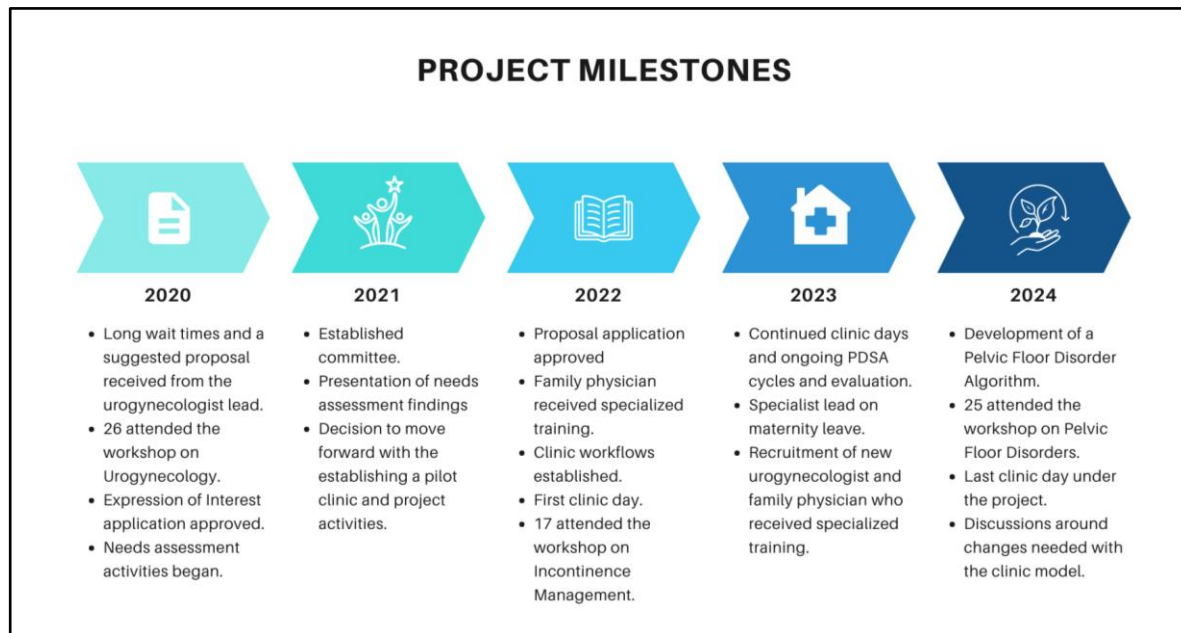 PROJECT MILESTONES
2020
• Long wait times and a
suggested proposal
received from the
urogynecologist lead.
• 26 attended the
workshop on
Urogynecology.
• Expression of Interest
application approved.
• Needs assessment
activities began.
2021
• Established
committee.
• Presentation of needs
assessment findings
• Decision to move
forward with the
establishing a pilot
clinic and project
activities.
2022
• Proposal application
approved
• Family physician
received specialized
training.
• Clinic workflows
established.
• First clinic day.
• 17 attended the
workshop on
Incontinence
Management.
2023
• Continued clinic days
and ongoing PDSA
cycles and evaluation.
• Specialist lead on
maternity leave.
• Recruitment of new
urogynecologist and
family physician who
received specialized
training.
2024
• Development of a
Pelvic Floor Disorder
Algorithm.
• 25 attended the
workshop on Pelvic
Floor Disorders.
• Last clinic day under
the project.
• Discussions around
changes needed with
the clinic model.